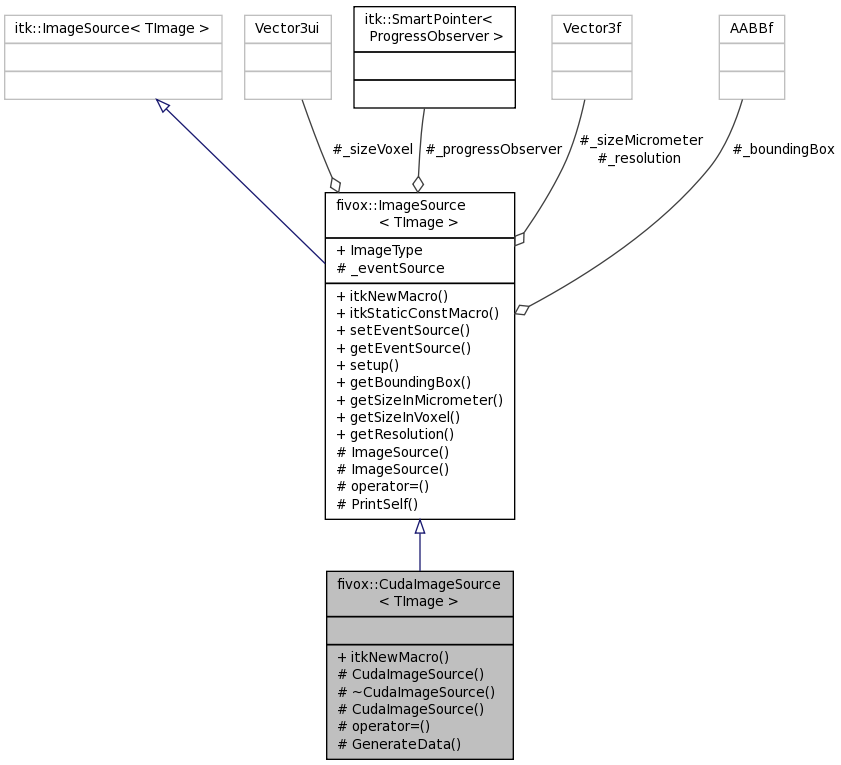 itk::ImageSource< TImage >
Vector3ui
itk::SmartPointer<
ProgressObserver >
Vector3f
AABBf
#_sizeVoxel
#_progressObserver
#_sizeMicrometer
#_resolution
#_boundingBox
fivox::ImageSource
< TImage >
+ ImageType
# _eventSource
+ itkNewMacro()
+ itkStaticConstMacro()
+ setEventSource()
+ getEventSource()
+ setup()
+ getBoundingBox()
+ getSizeInMicrometer()
+ getSizeInVoxel()
+ getResolution()
# ImageSource()
# ImageSource()
# operator=()
# PrintSelf()
fivox::CudaImageSource
< TImage >
+ itkNewMacro()
# CudaImageSource()
# ~CudaImageSource()
# CudaImageSource()
# operator=()
# GenerateData()